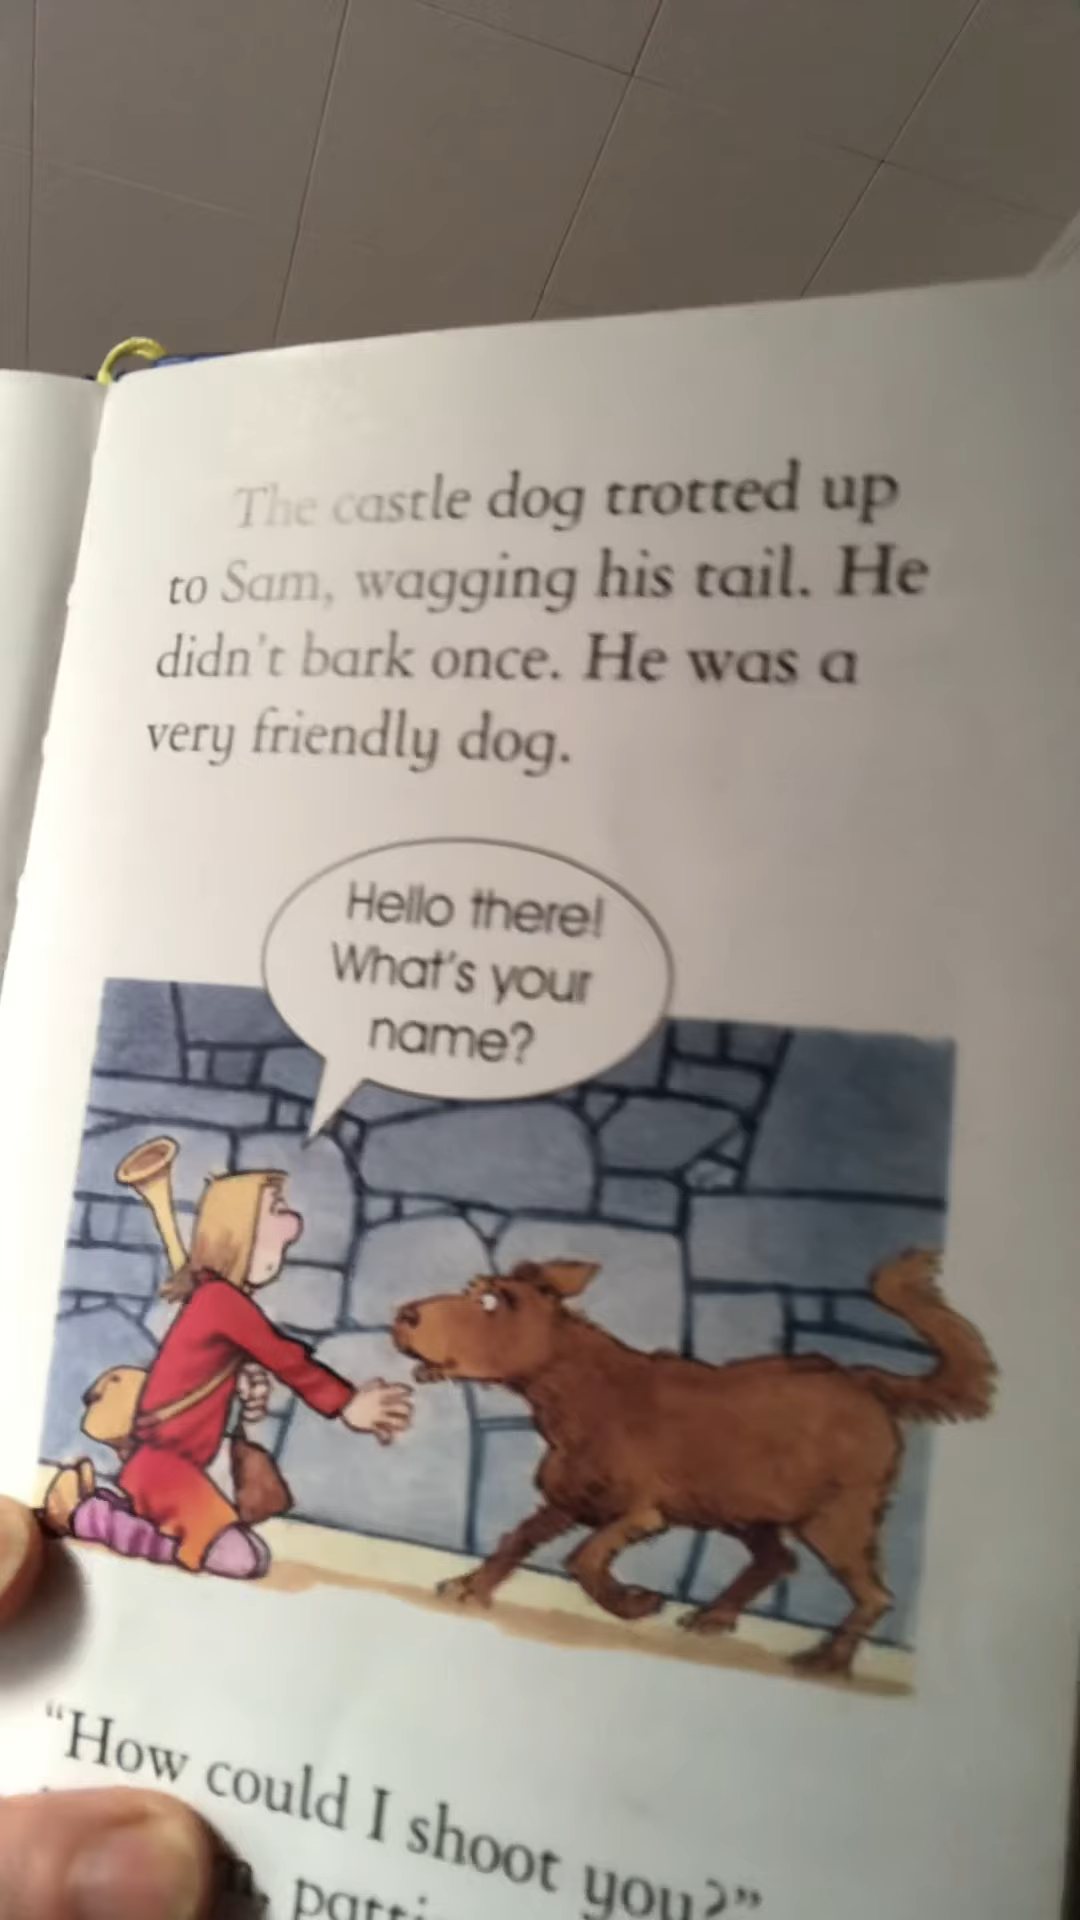 The castle dog trotted up
to Sam, wagging his tail. He
didn't bark once. He was a
very friendly dog.
Hello there!
What's your
name?
"How could I shoot you?"